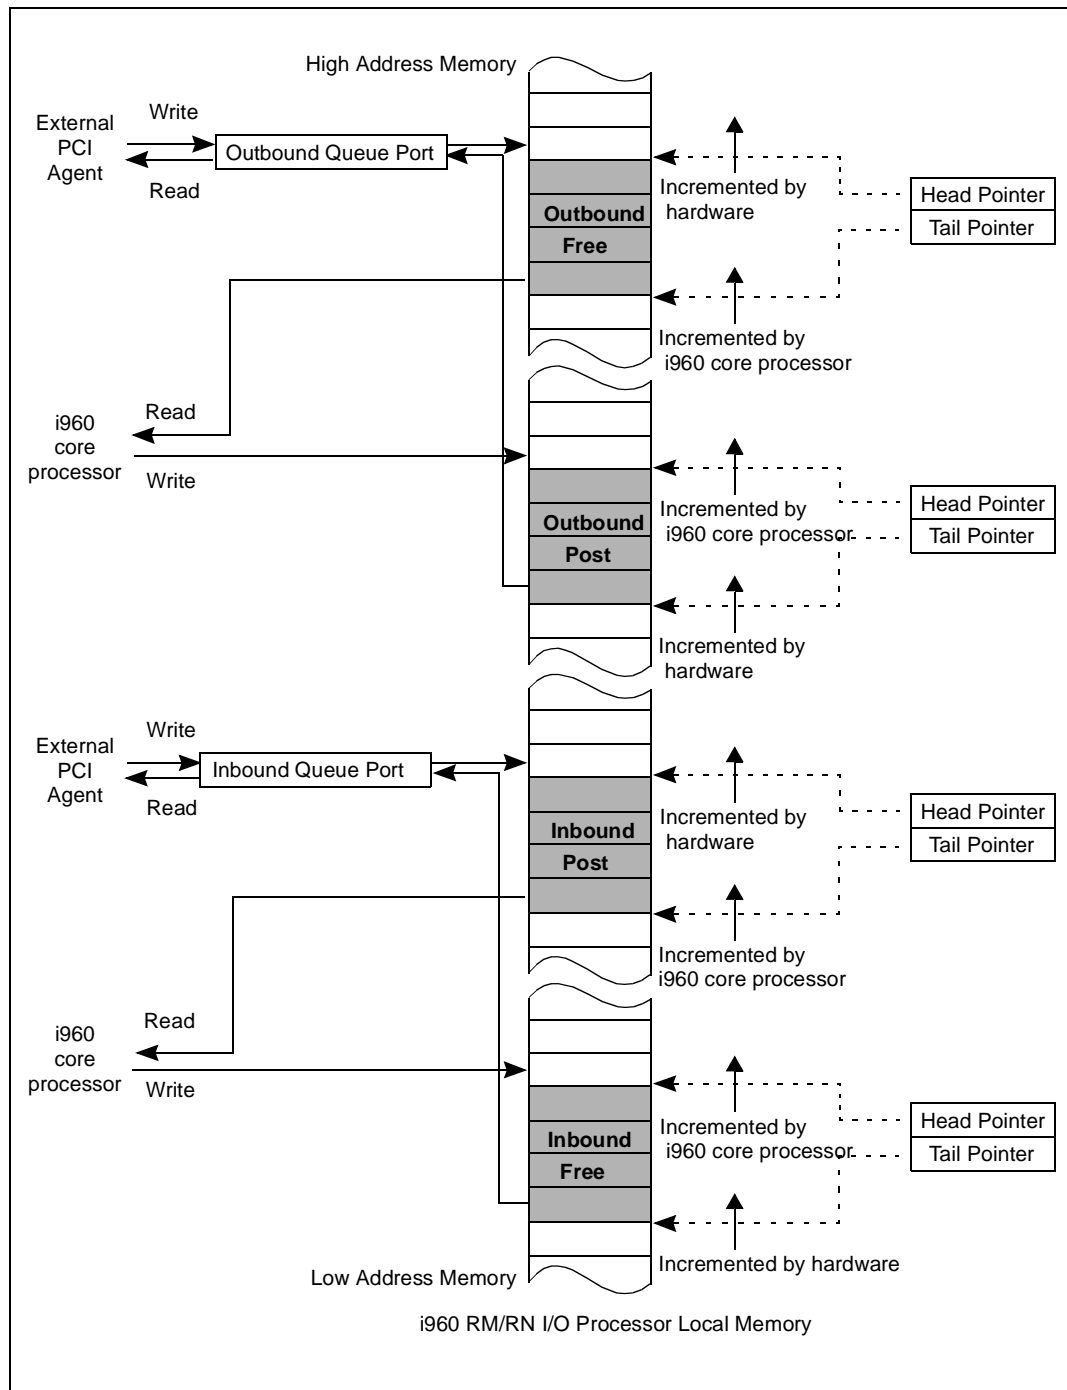 High Address Memory
Write
External
PCI
Agent
Outbound Queue Port
Read
Incremented by
hardware
Head Pointer
Tail Pointer
Outbound
Free
Incremented by
i960 core processor
Read
i960
core
processor
Write
Head Pointer
Tail Pointer
Incremented by
i960 core processor
Outbound
Post
Incremented by
hardware
Write
External
PCI
Agent
Inbound Queue Port
Read
Incremented by
hardware
Head Pointer
Tail Pointer
Inbound
Post
Incremented by
i960 core processor
Read
i960
core
processor
Write
Incremented by
i960 core processor
Head Pointer
Tail Pointer
Inbound
Free
Incremented by hardware
Low Address Memory
i960 RM/RN I/O Processor Local Memory